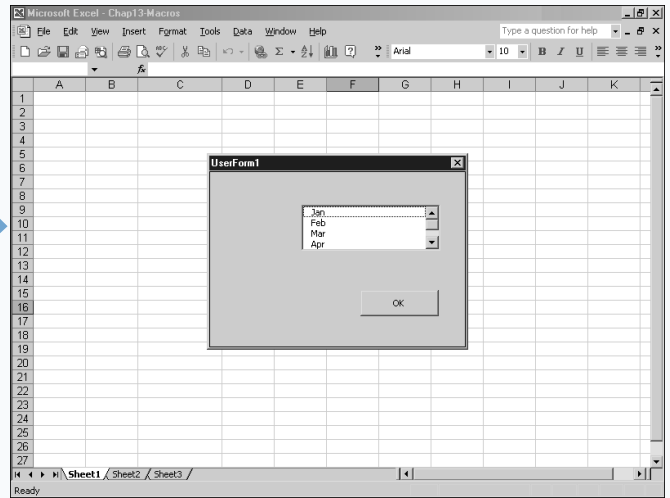 Microsoft Excel - Chap13-Macros
File Edit View Insert Format Tools Data Window Help
Type a question for help
Arial
10
B I U
fx
A B C D E F G H I J K
1
2
3
4
5
6
7
8
9
10
11
12
13
14
15
16
17
18
19
20
21
22
23
24
25
26
27
UserForm1
Jan
Feb
Mar
Apr
OK
Sheet1 Sheet2 Sheet3
Ready